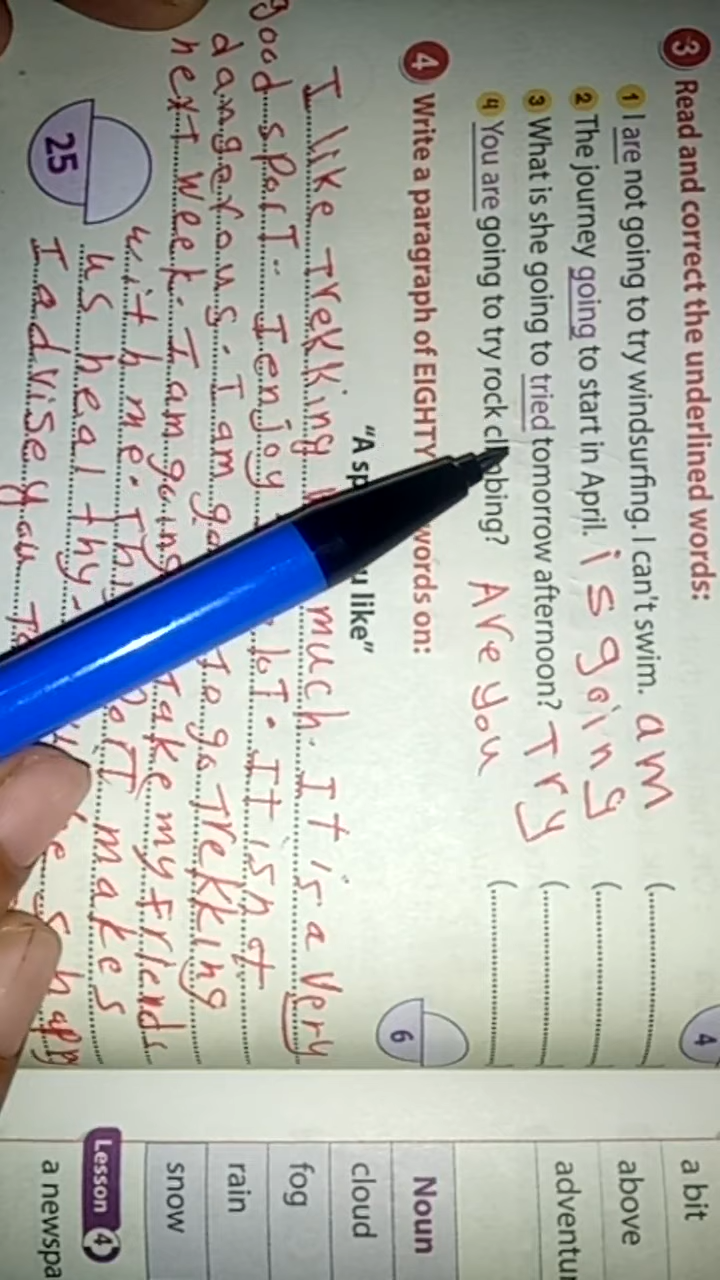 4
3 Read and correct the underlined words:
1 I are not going to try windsurfing. I can't swim. am (..........
2 The journey going to start in April. is going (..........
3 What is she going to tried tomorrow afternoon? Try (..........
4 You are going to try rock climbing? Are you (..........
6
4 Write a paragraph of EIGHTY words on:
"A sp u like"
I like Trekking much. It is a very
good sport. I enjoy loT. It is not
dangerous. I am go To go Trekking
next week. I am going Take my friends
with me. Thi porT makes
us healthy
I advise you To happ
25
a bit
above
adventu
Noun
cloud
fog
rain
snow
Lesson 4
a newspa